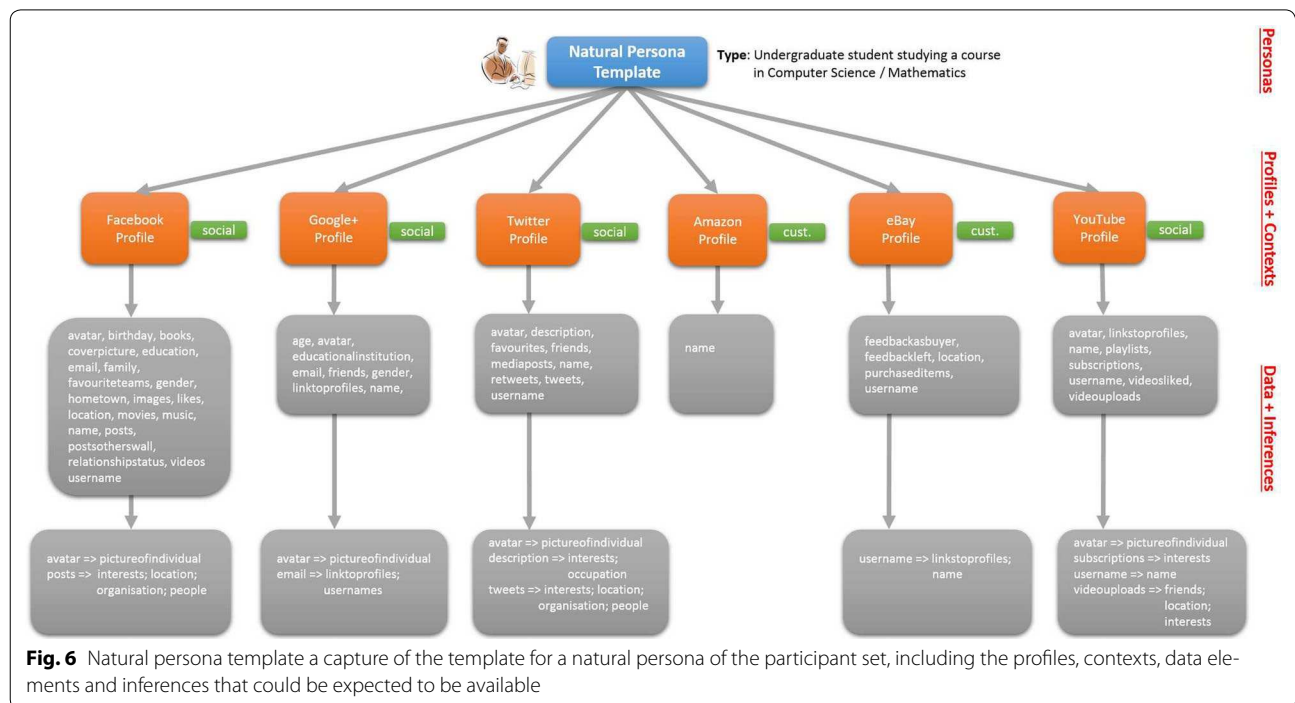 Natural Persona
Template
Type: Undergraduate student studying a course
in Computer Science / Mathematics
Personas
Profiles + Contexts
Data + Inferences
Facebook
Profile
social
Google+
Profile
social
Twitter
Profile
social
Amazon
Profile
cust.
eBay
Profile
cust.
YouTube
Profile
social
avatar, birthday, books,
coverpicture, education,
email, family,
favouriteteams, gender,
hometown, images, likes,
location, movies, music,
name, posts,
postsotherswall,
relationshipstatus, videos
username
age, avatar,
educationalinstitution,
email, friends, gender,
linktoprofiles, name,
avatar, description,
favourites, friends,
mediaposts, name,
retweets, tweets,
username
name
feedbackasbuyer,
feedbackleft, location,
purchaseditems,
username
avatar, linkstoprofiles,
name, playlists,
subscriptions,
username, videosliked,
videouploads
avatar => pictureofindividual
posts => interests; location;
organisation; people
avatar => pictureofindividual
email => linktoprofiles;
usernames
avatar => pictureofindividual
description => interests;
occupation
tweets => interests; location;
organisation; people
username => linkstoprofiles;
name
avatar => pictureofindividual
subscriptions => interests
username => name
videouploads => friends;
location;
interests
Fig. 6 Natural persona template a capture of the template for a natural persona of the participant set, including the profiles, contexts, data ele-
ments and inferences that could be expected to be available